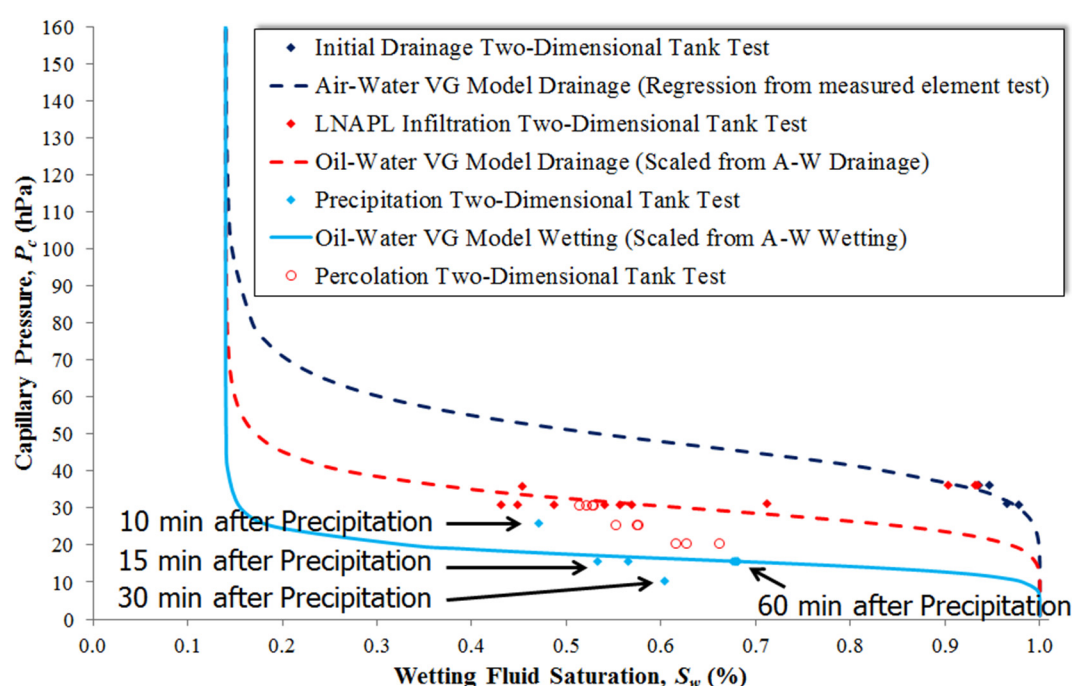 Capillary Pressure, Pc (hPa)
160
150
140
130
120
110
100
90
80
70
60
50
40
30
20
10
0
Initial Drainage Two-Dimensional Tank Test
Air-Water VG Model Drainage (Regression from measured element test)
LNAPL Infiltration Two-Dimensional Tank Test
Oil-Water VG Model Drainage (Scaled from A-W Drainage)
Precipitation Two-Dimensional Tank Test
Oil-Water VG Model Wetting (Scaled from A-W Wetting)
Percolation Two-Dimensional Tank Test
10 min after Precipitation
15 min after Precipitation
30 min after Precipitation
60 min after Precipitation
0.0 0.1 0.2 0.3 0.4 0.5 0.6 0.7 0.8 0.9 1.0
Wetting Fluid Saturation, Sw (%)